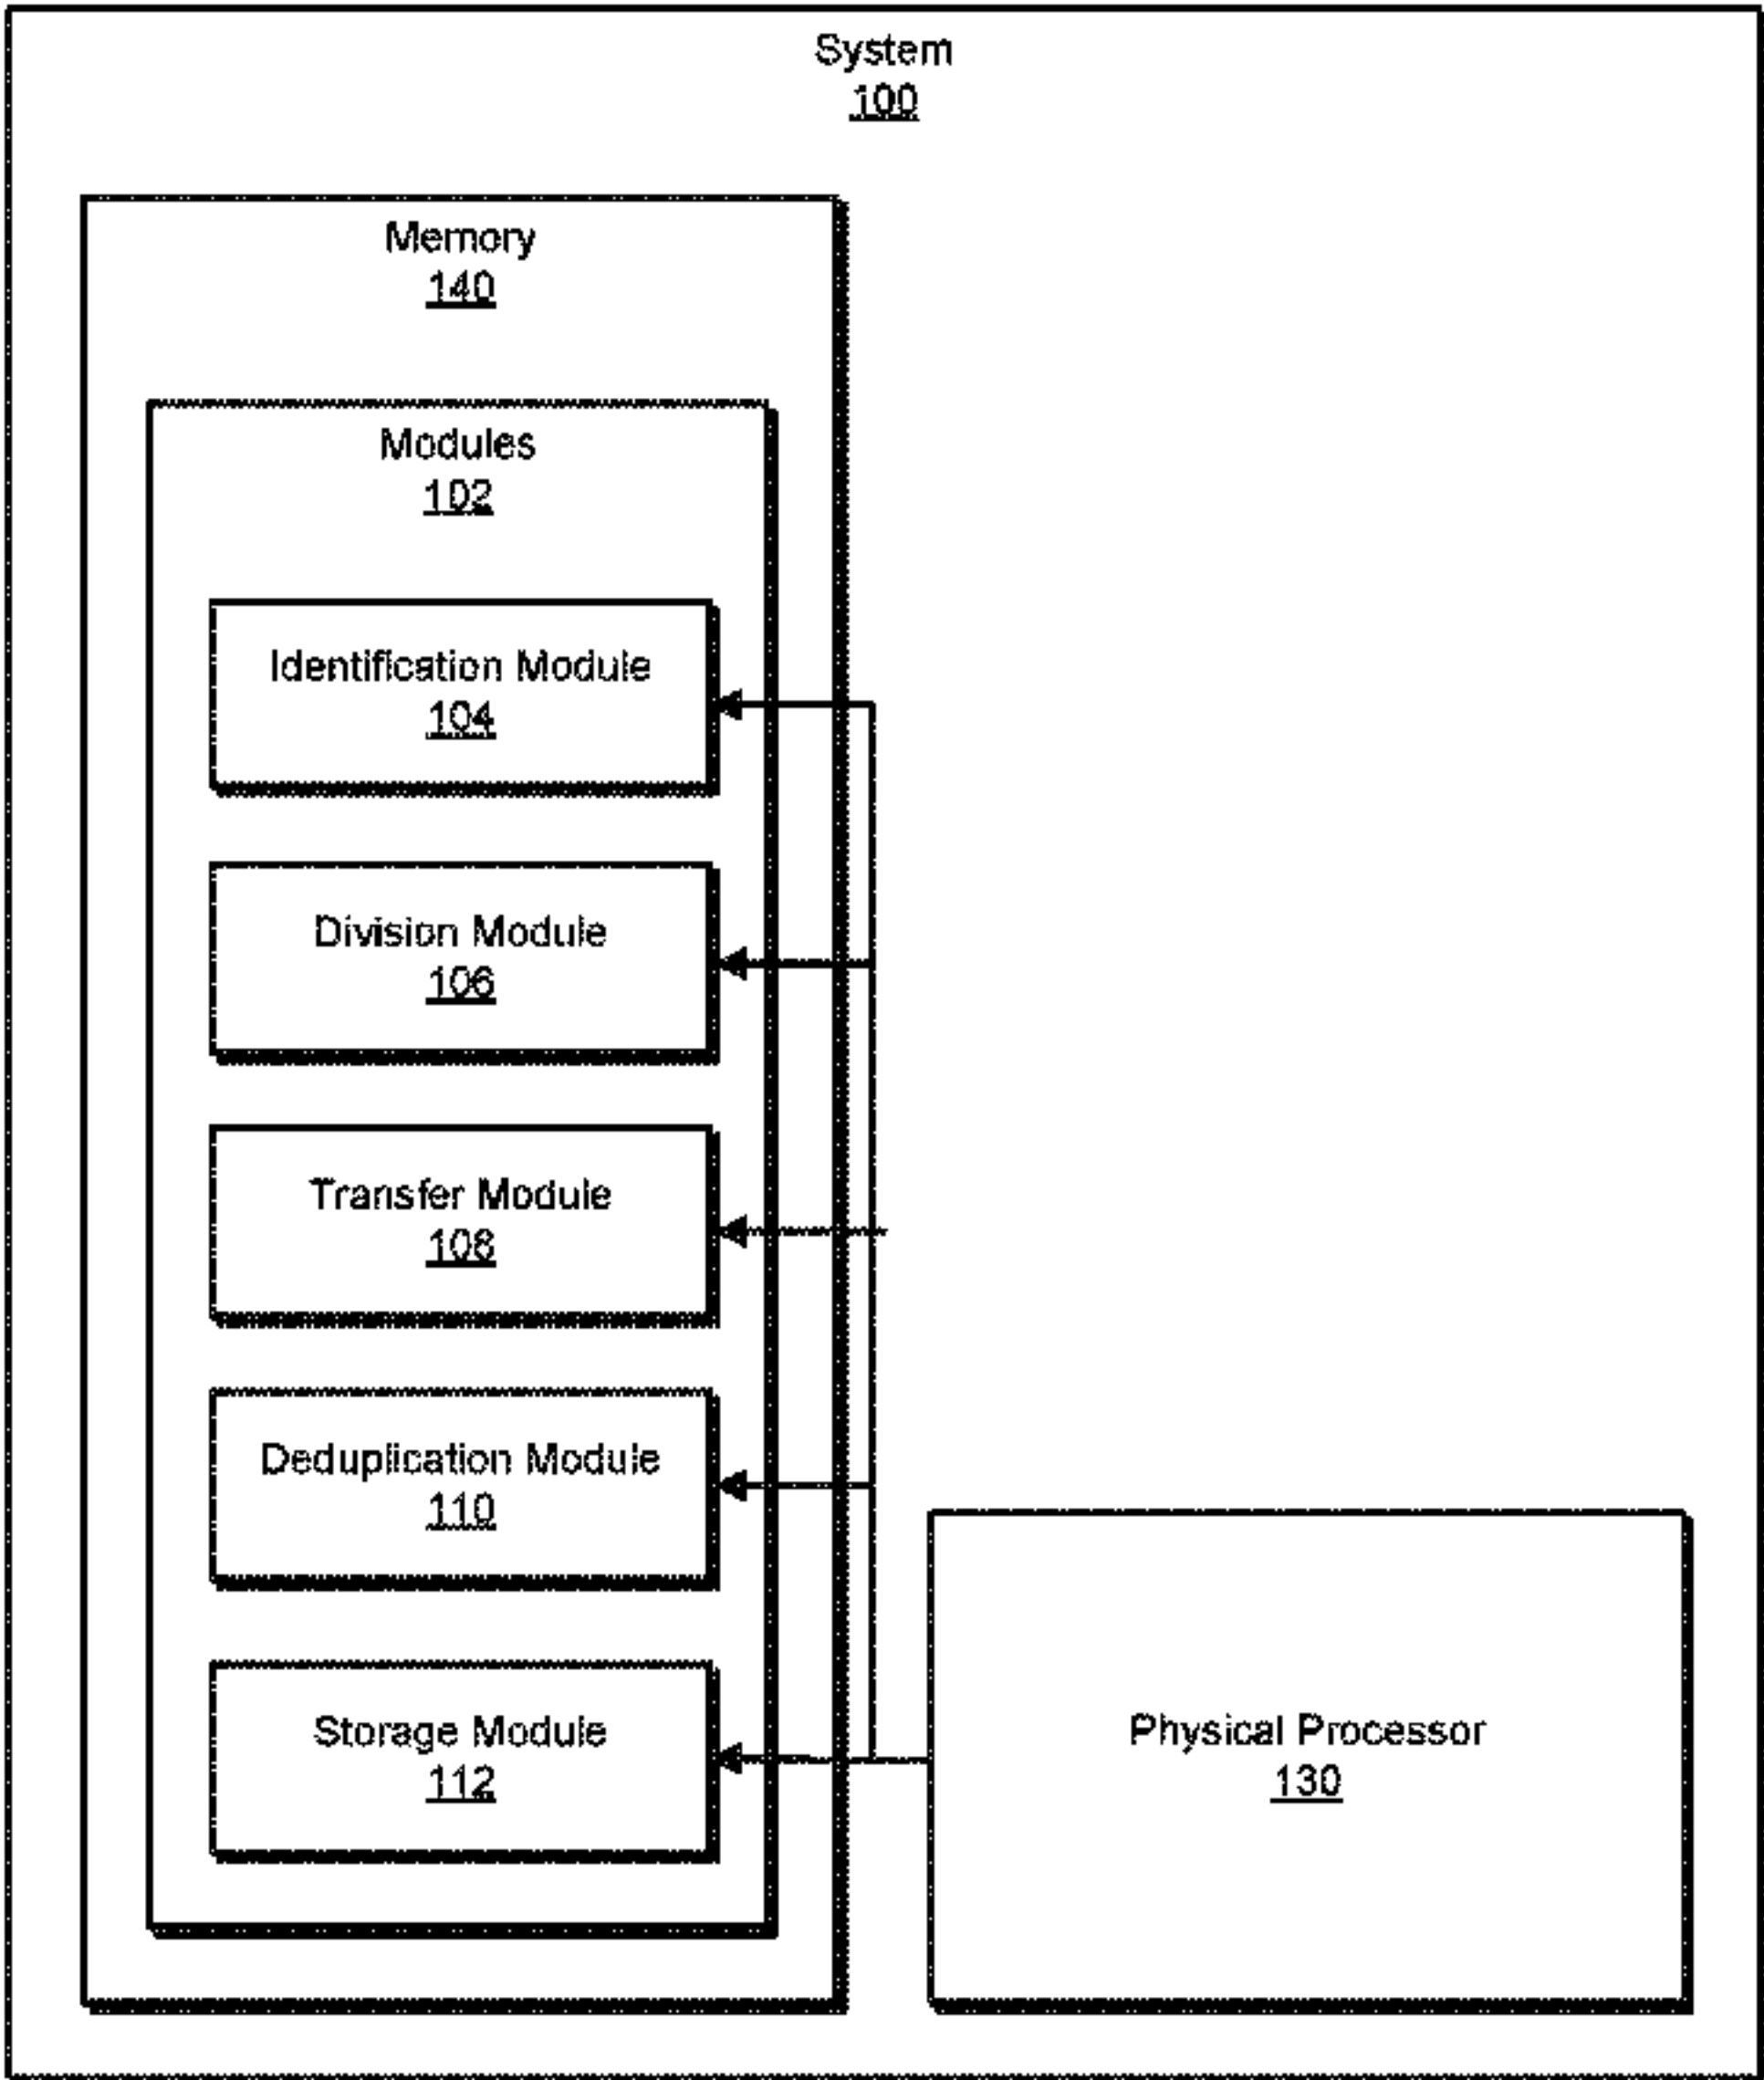 System
100
Memory
140
Modules
102
Identification Module
104
Division Module
106
Transfer Module
108
Deduplication Module
110
Storage Module
112
Physical Processor
130